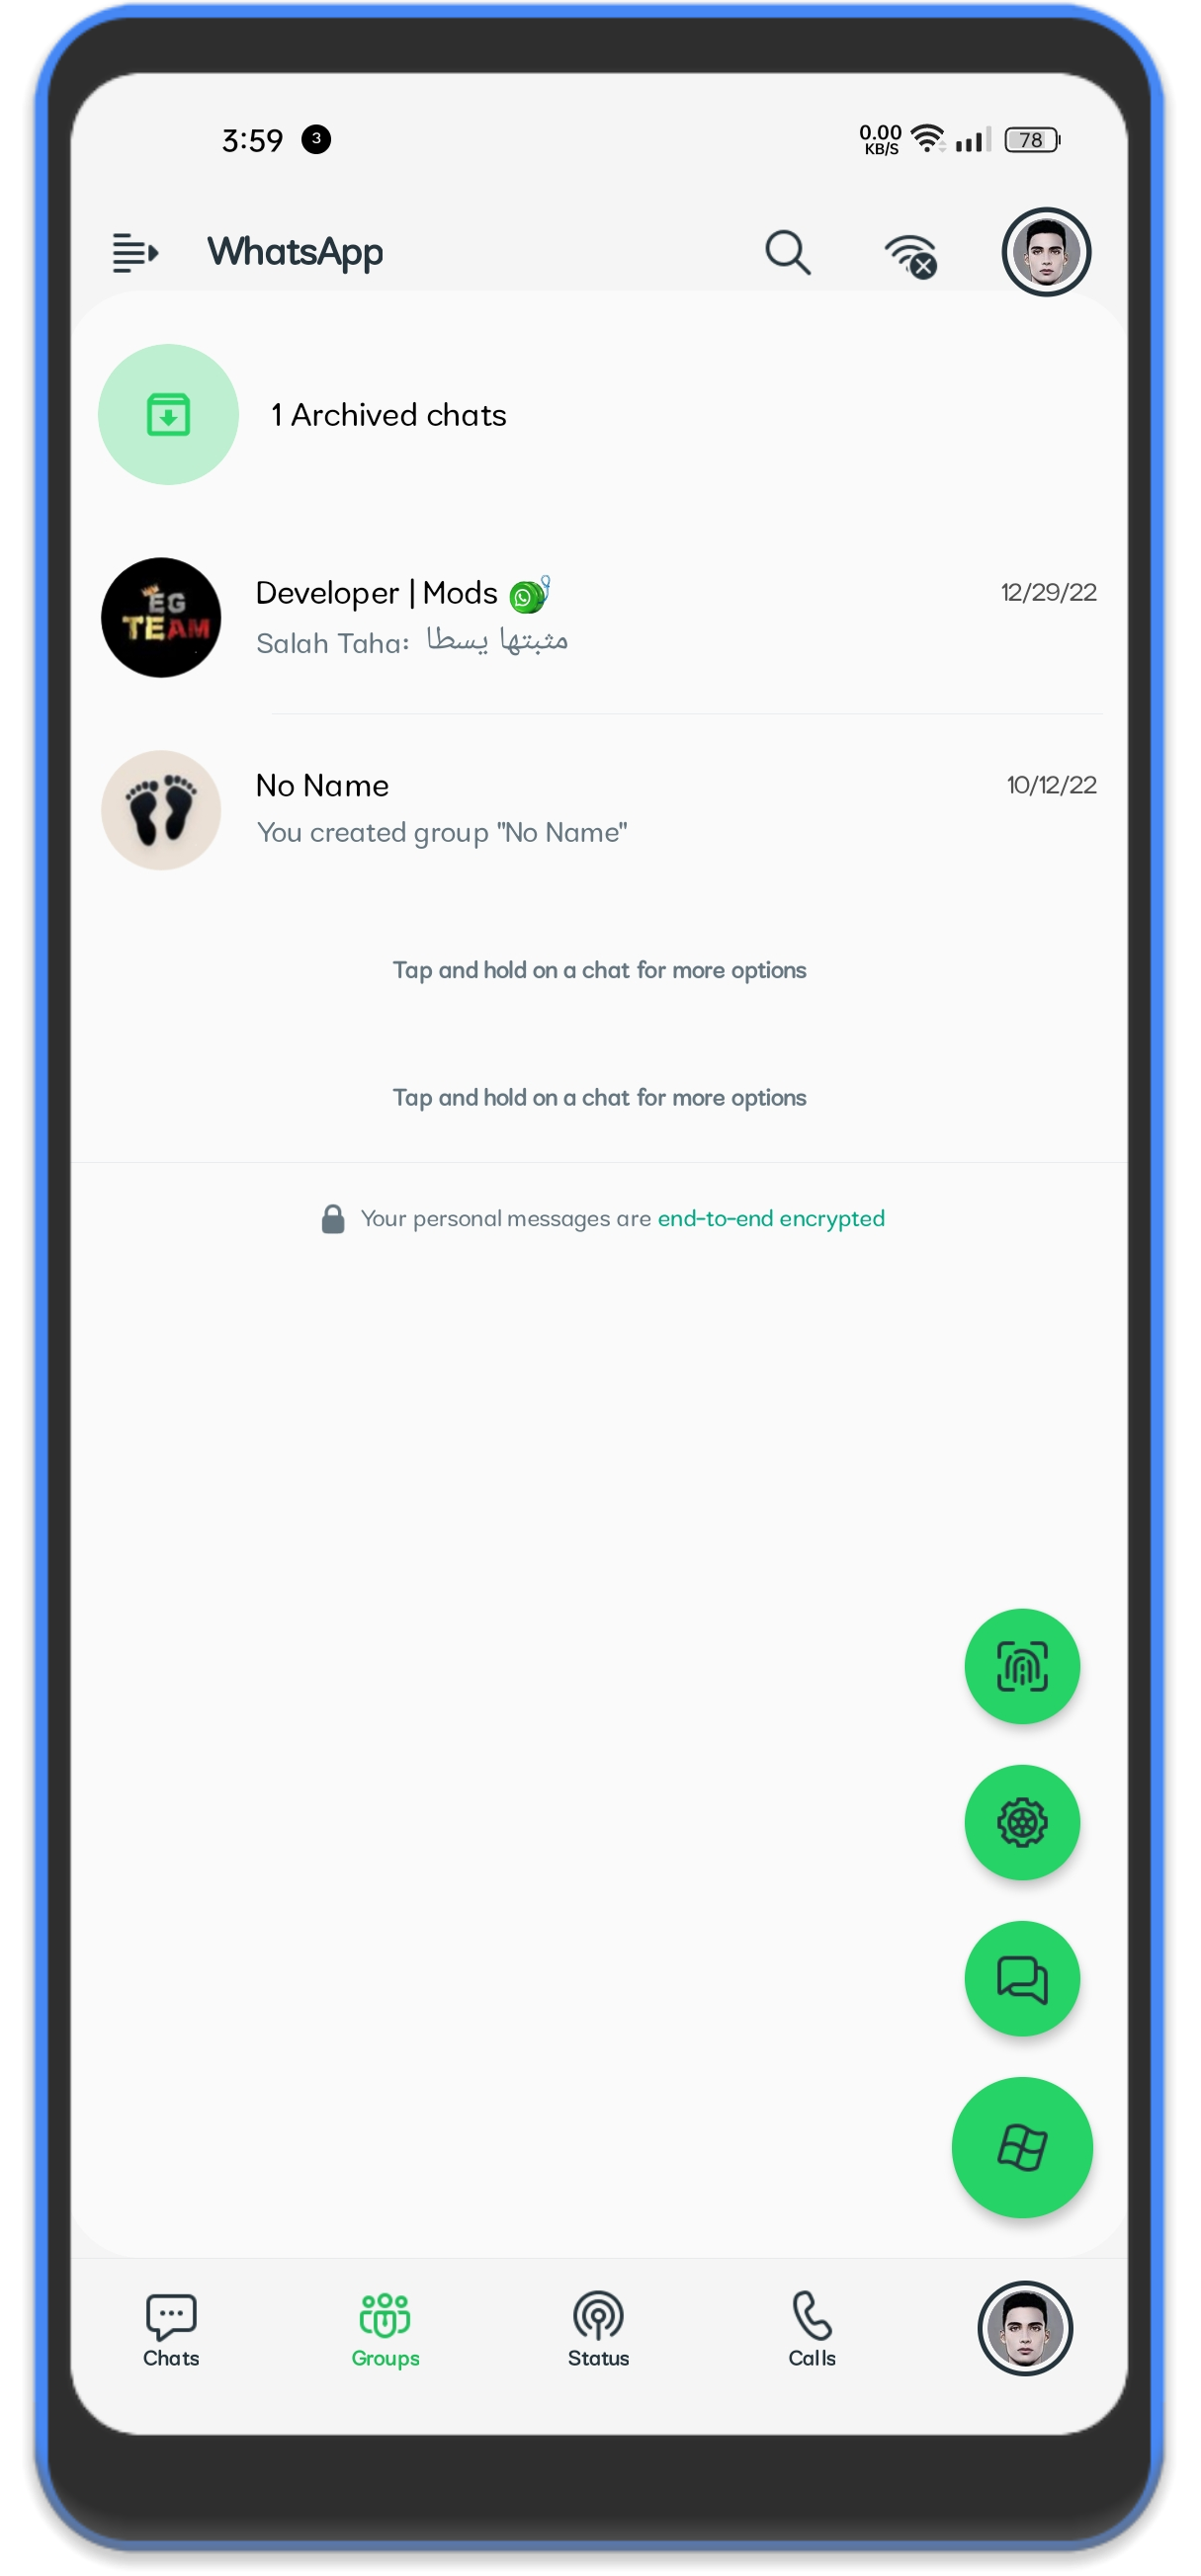 3:59 3 0.00 KB/S 78
WhatsApp
1 Archived chats
EG
TEAM
Developer | Mods 12/29/22
Salah Taha: مثبتها يسطا
No Name 10/12/22
You created group "No Name"
Tap and hold on a chat for more options
Tap and hold on a chat for more options
Your personal messages are end-to-end encrypted
Chats Groups Status Calls